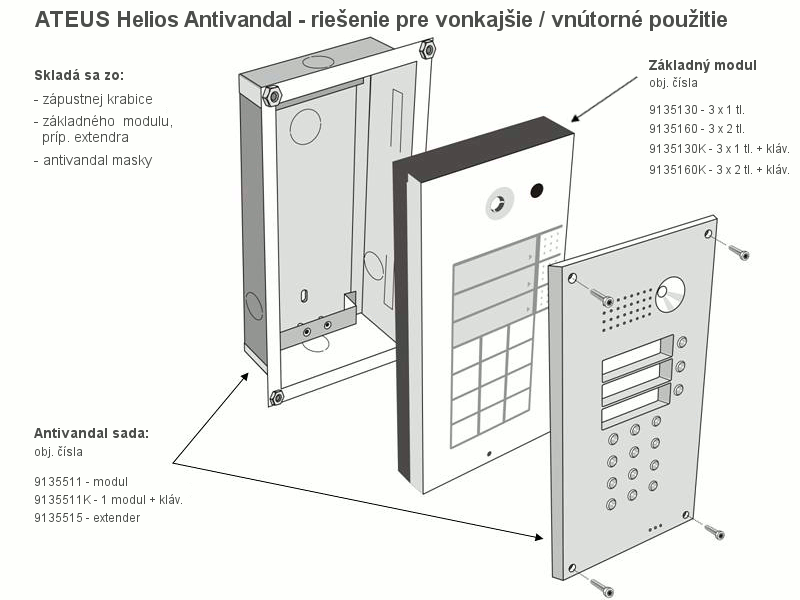 ATEUS Helios Antivandal - riešenie pre vonkajšie / vnútorné použitie
Skladá sa zo:
- zápustnej krabice
- základného modulu,
príp. extendra
- antivandal masky
Základný modul
obj. čísla
9135130 - 3 x 1 tl.
9135160 - 3 x 2 tl.
9135130K - 3 x 1 tl. + kláv.
9135160K - 3 x 2 tl. + kláv.
Antivandal sada:
obj. čísla
9135511 - modul
9135511K - 1 modul + kláv.
9135515 - extender